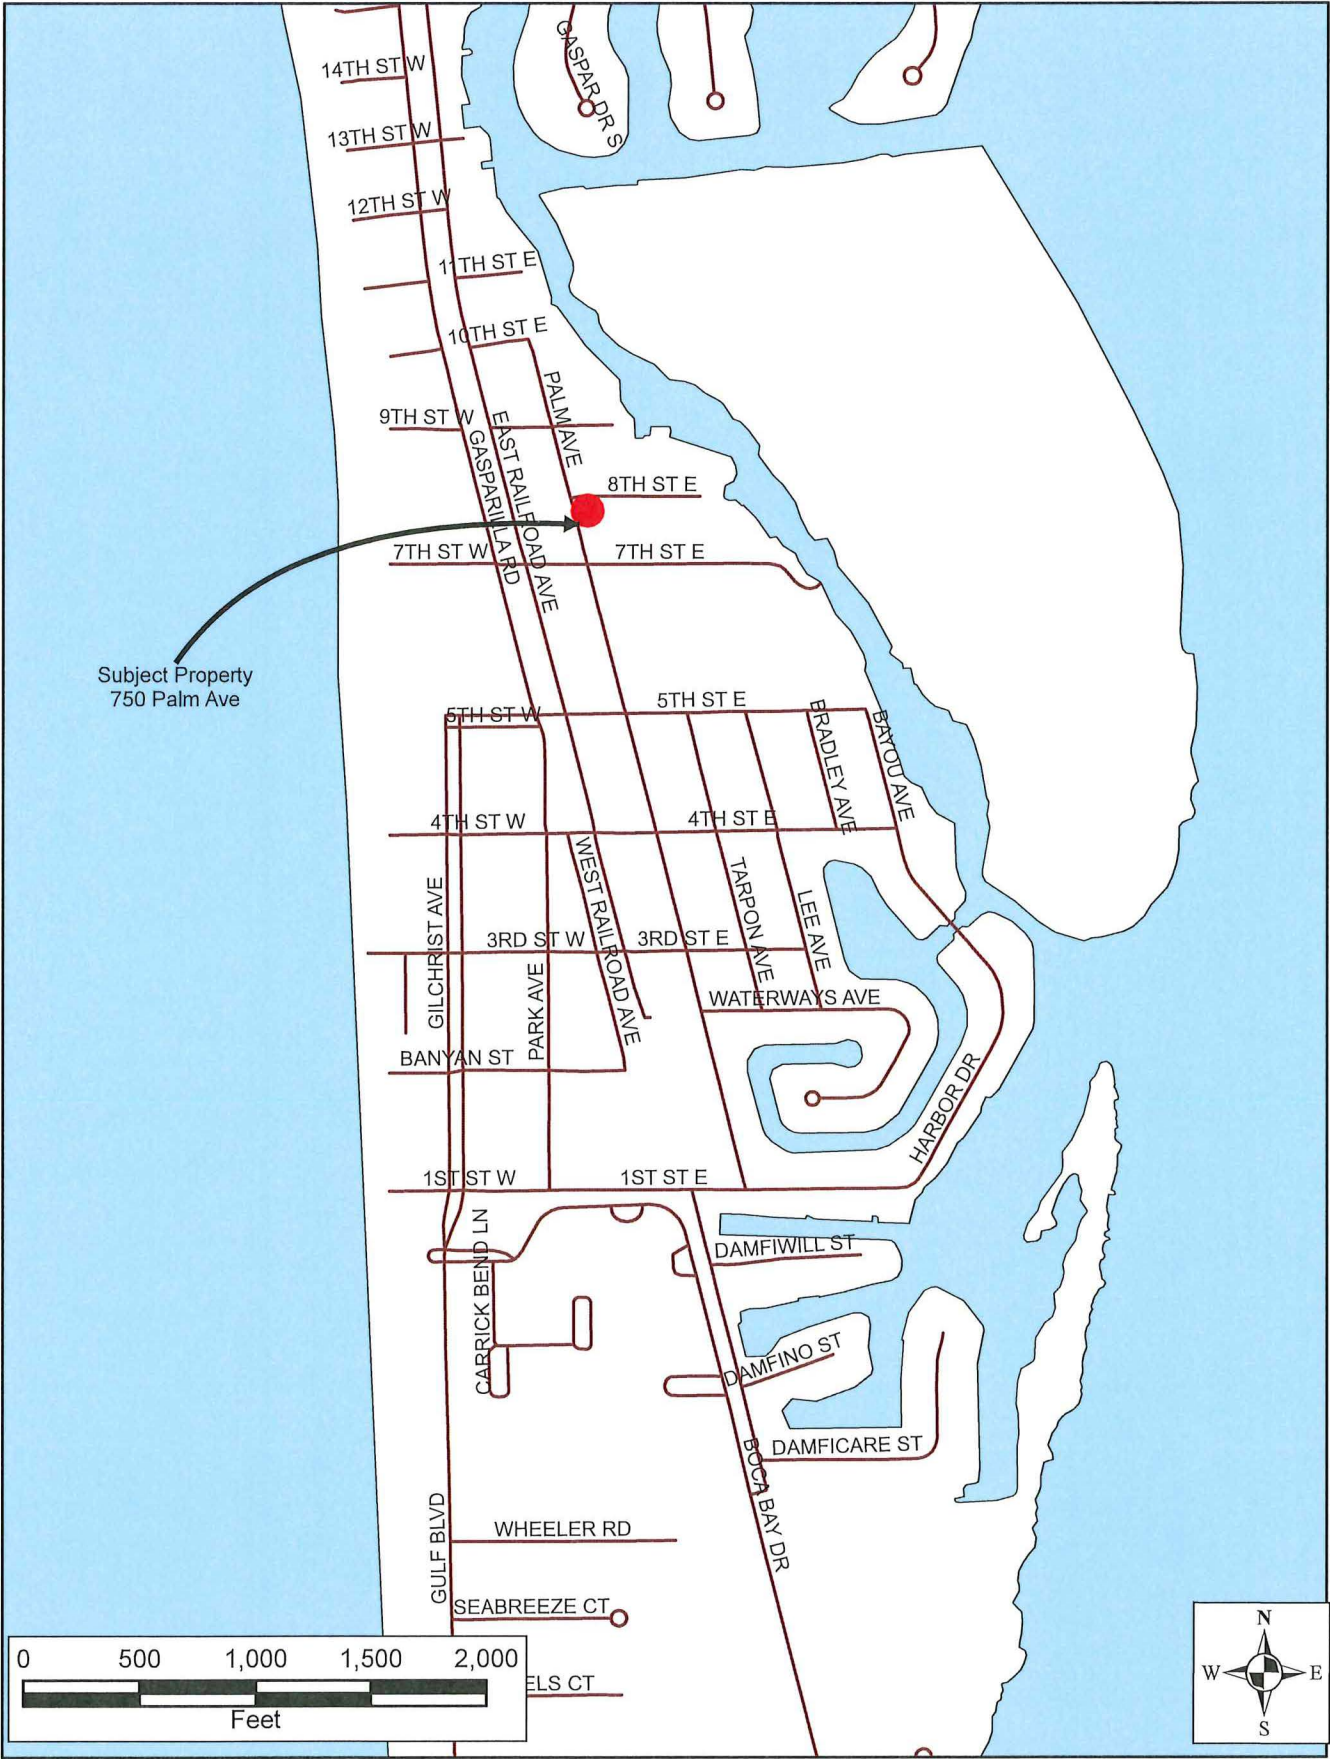 GASPAR DR S
14TH ST W
13TH ST W
12TH ST W
11TH ST E
10TH ST E
PALM AVE
9TH ST W
EAST RAILROAD AVE
GASPARILLA RD
8TH ST E
7TH ST W
7TH ST E
Subject Property
750 Palm Ave
5TH ST W
5TH ST E
BRADLEY AVE
BAYOU AVE
4TH ST W
4TH ST E
WEST RAILROAD AVE
TARPON AVE
LEE AVE
GILCHRIST AVE
3RD ST W
3RD ST E
PARK AVE
WATERWAYS AVE
BANYAN ST
HARBOR DR
1ST ST W
1ST ST E
CARRICK BEND LN
DAMFIWILL ST
DAMFINO ST
DAMFICARE ST
BOCA BAY DR
GULF BLVD
WHEELER RD
SEABREEZE CT
ELS CT
0 500 1,000 1,500 2,000
Feet
N
W E
S